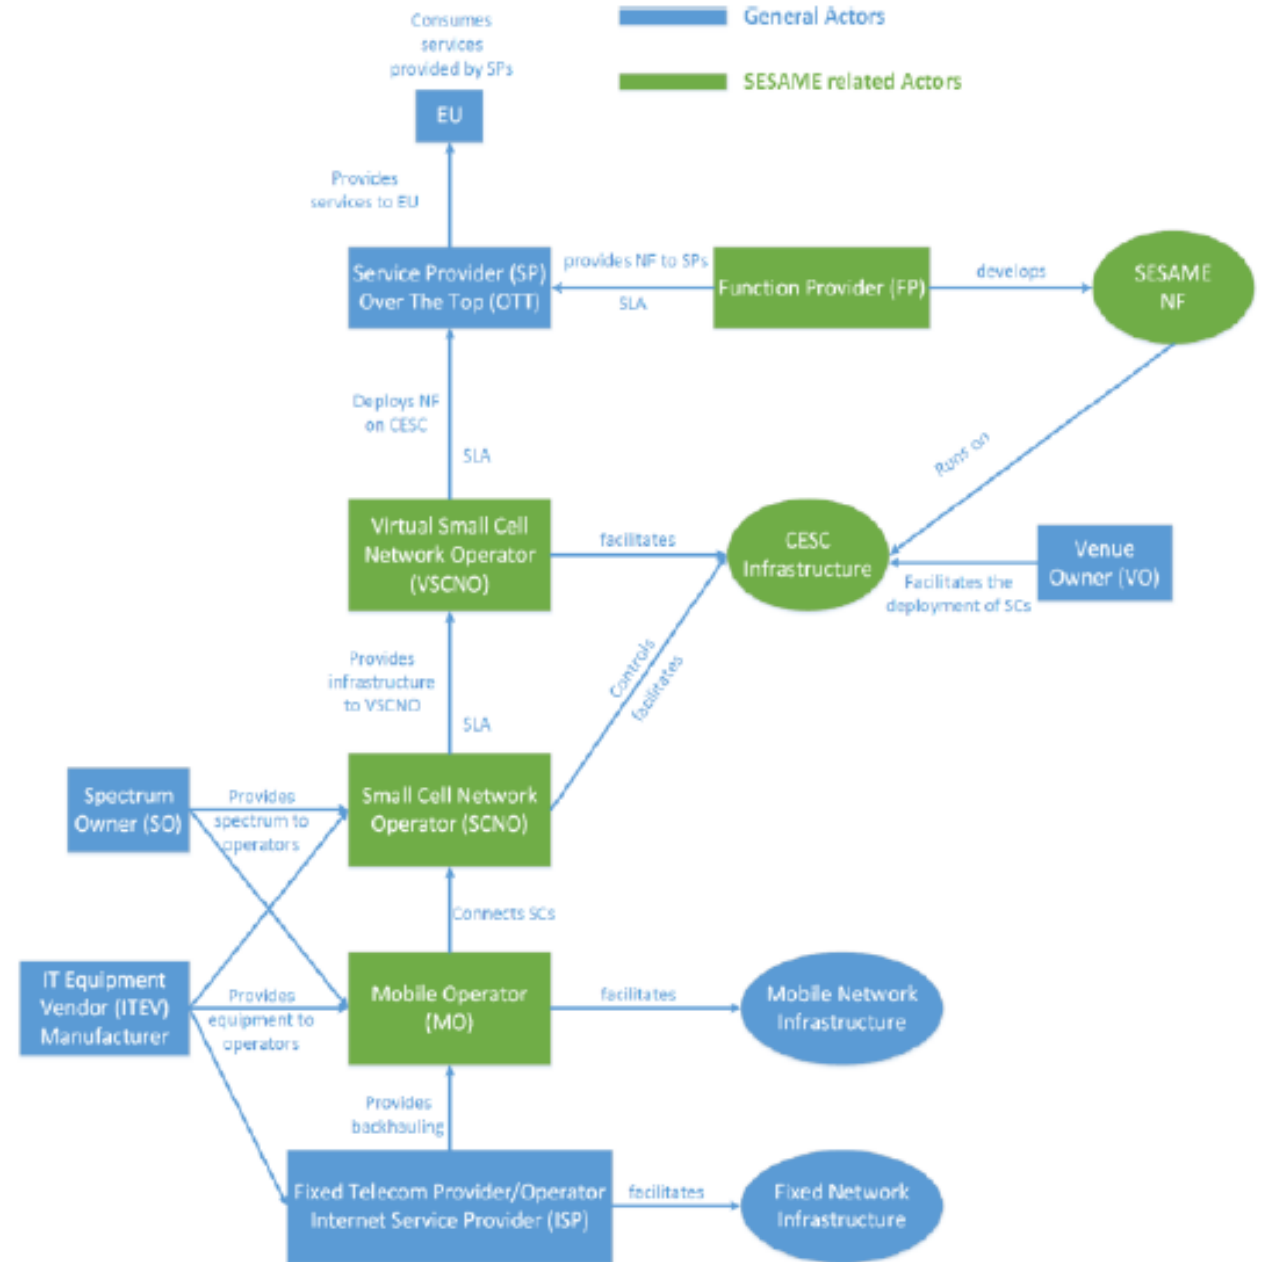 General Actors
SESAME related Actors
Consumes
services
provided by SPs
EU
Provides
services to EU
Service Provider (SP)
Over The Top (OTT)
provides NF to SPs
SLA
Function Provider (FP)
develops
SESAME
NF
Deploys NF
on CESC
SLA
Runs on
Virtual Small Cell
Network Operator
(VSCNO)
facilitates
CESC
Infrastructure
Venue
Owner (VO)
Facilitates the
deployment of SCs
Provides
infrastructure
to VSCNO
SLA
Controls
facilitates
Spectrum
Owner (SO)
Provides
spectrum to
operators
Small Cell Network
Operator (SCNO)
Connects SCs
IT Equipment
Vendor (ITEV)
Manufacturer
Provides
equipment to
operators
Mobile Operator
(MO)
facilitates
Mobile Network
Infrastructure
Provides
backhauling
Fixed Telecom Provider/Operator
Internet Service Provider (ISP)
facilitates
Fixed Network
Infrastructure